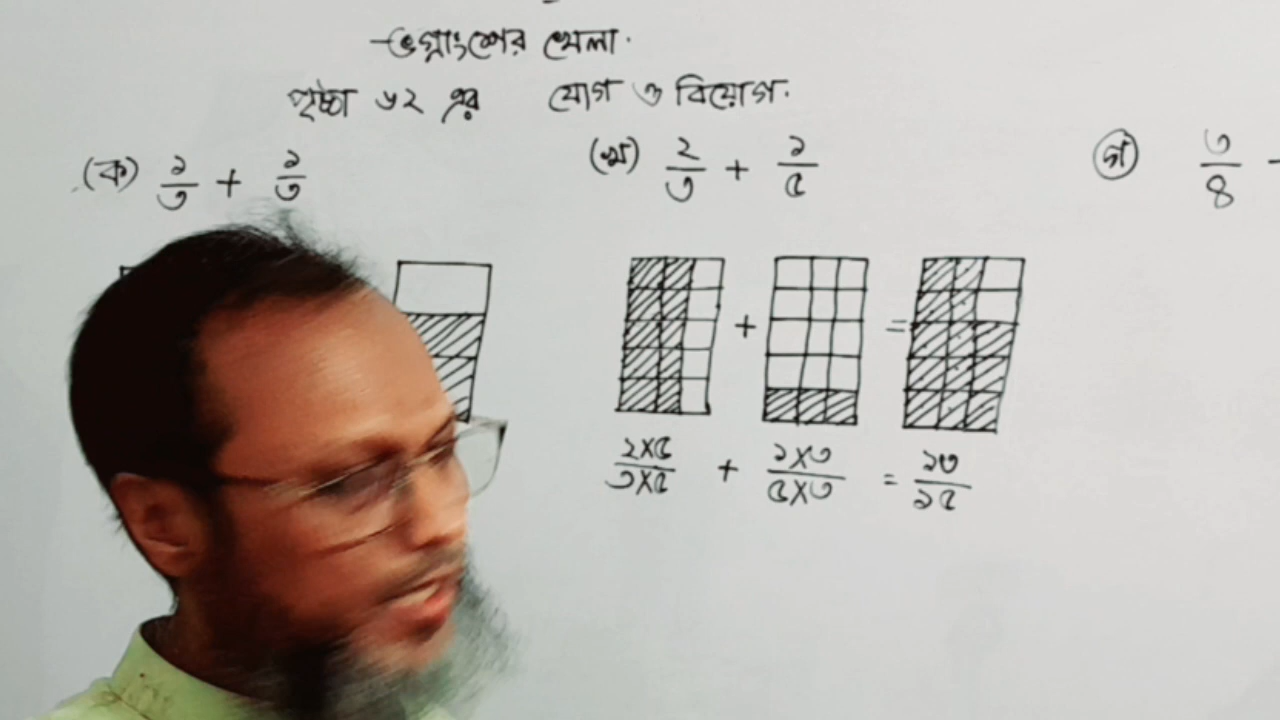 ভগ্নাংশের খেলা.
পৃষ্ঠা ৬২ এর যোগ ও বিয়োগ.
(ক) ১/৩ + ১/৩
(খ) ২/৩ + ১/৫
(গ) ৩/৪ -
+ =
২×৫/৩×৫ + ১×৩/৫×৩ = ১৩/১৫